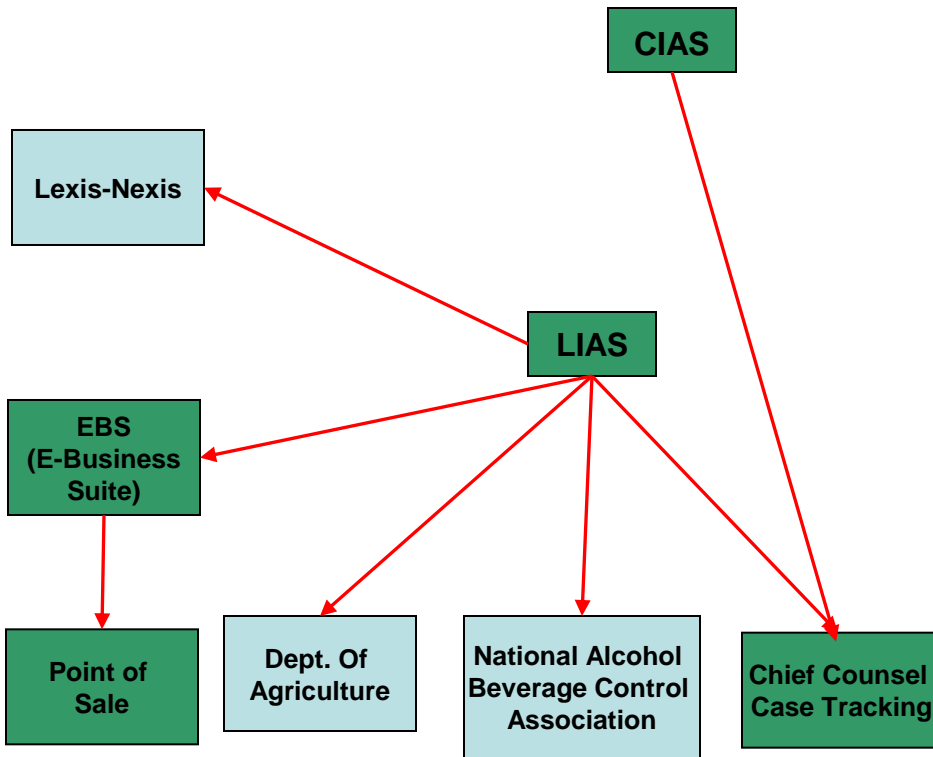 CIAS
Lexis-Nexis
LIAS
EBS
(E-Business
Suite)
Point of
Sale
Dept. Of
Agriculture
National Alcohol
Beverage Control
Association
Chief Counsel
Case Tracking